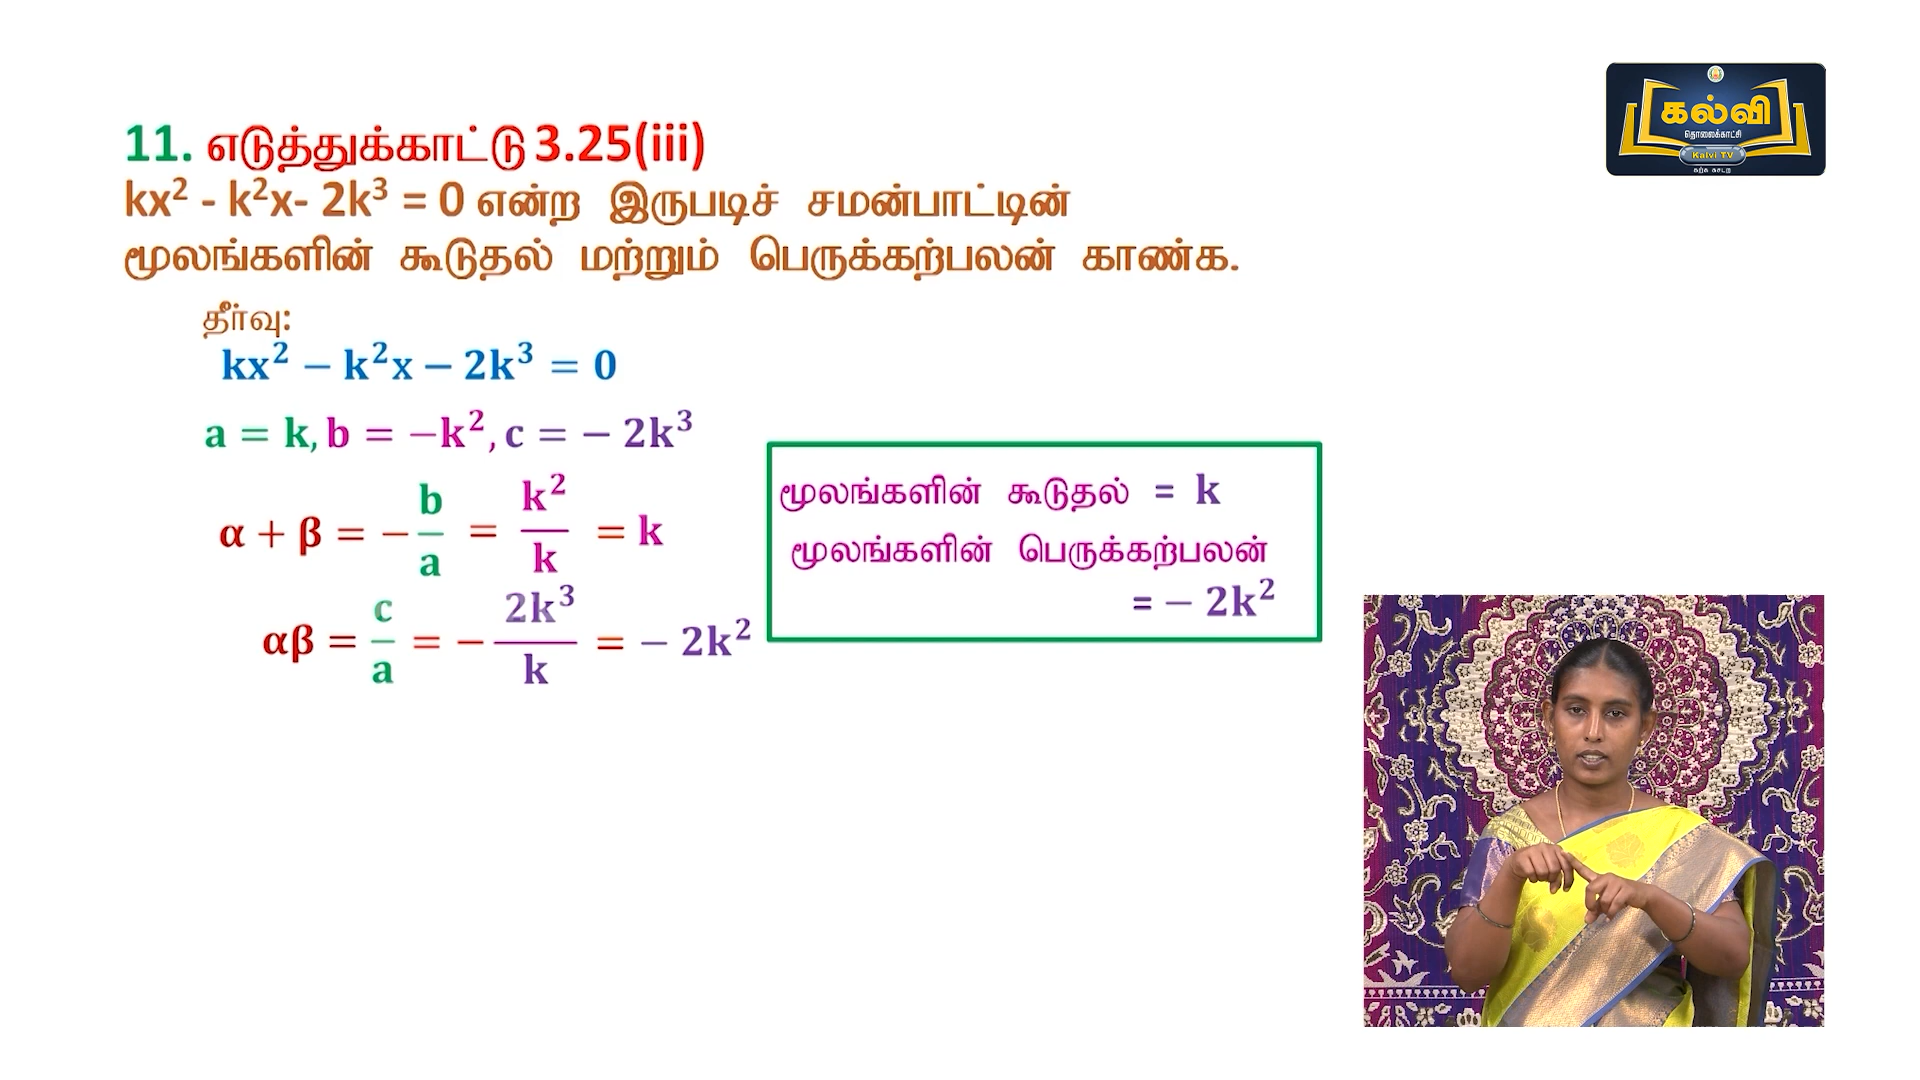 கல்வி
தொலைக்காட்சி
Kalvi TV
கற்க கசடற
11. எடுத்துக்காட்டு 3.25(iii)
kx² - k²x- 2k³ = 0 என்ற இருபடிச் சமன்பாட்டின்
மூலங்களின் கூடுதல் மற்றும் பெருக்கற்பலன் காண்க.
தீர்வு:
kx² − k²x − 2k³ = 0
a = k, b = −k², c = − 2k³
α + β = − b/a = k²/k = k
αβ = c/a = − 2k³/k = − 2k²
மூலங்களின் கூடுதல் = k
மூலங்களின் பெருக்கற்பலன்
= − 2k²